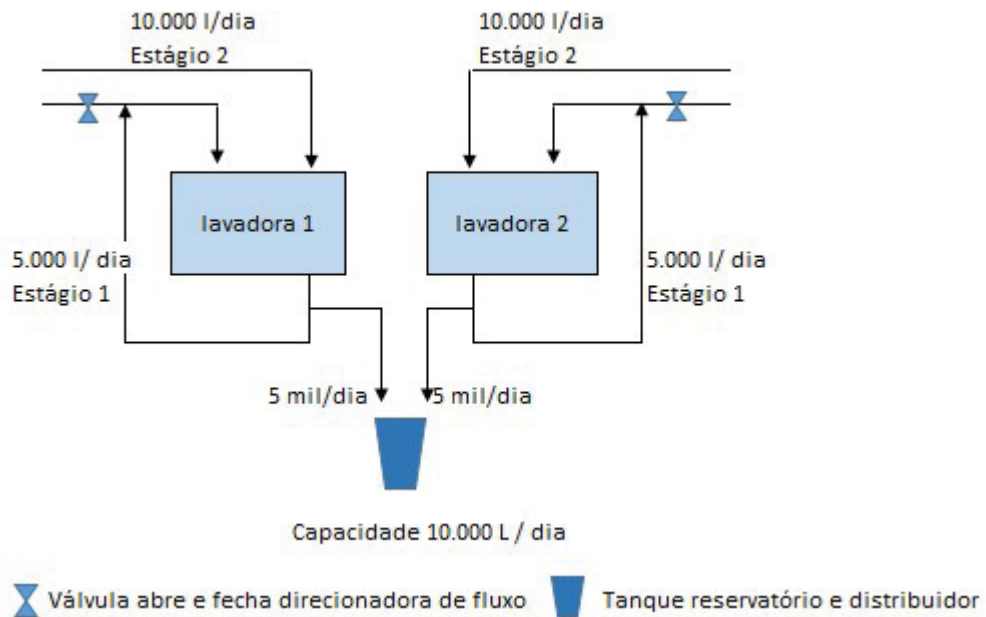 10.000 l/dia
Estágio 2
10.000 l/dia
Estágio 2
lavadora 1
lavadora 2
5.000 l/ dia
Estágio 1
5.000 l/ dia
Estágio 1
5 mil/dia
5 mil/dia
Capacidade 10.000 L / dia
Válvula abre e fecha direcionadora de fluxo
Tanque reservatório e distribuidor